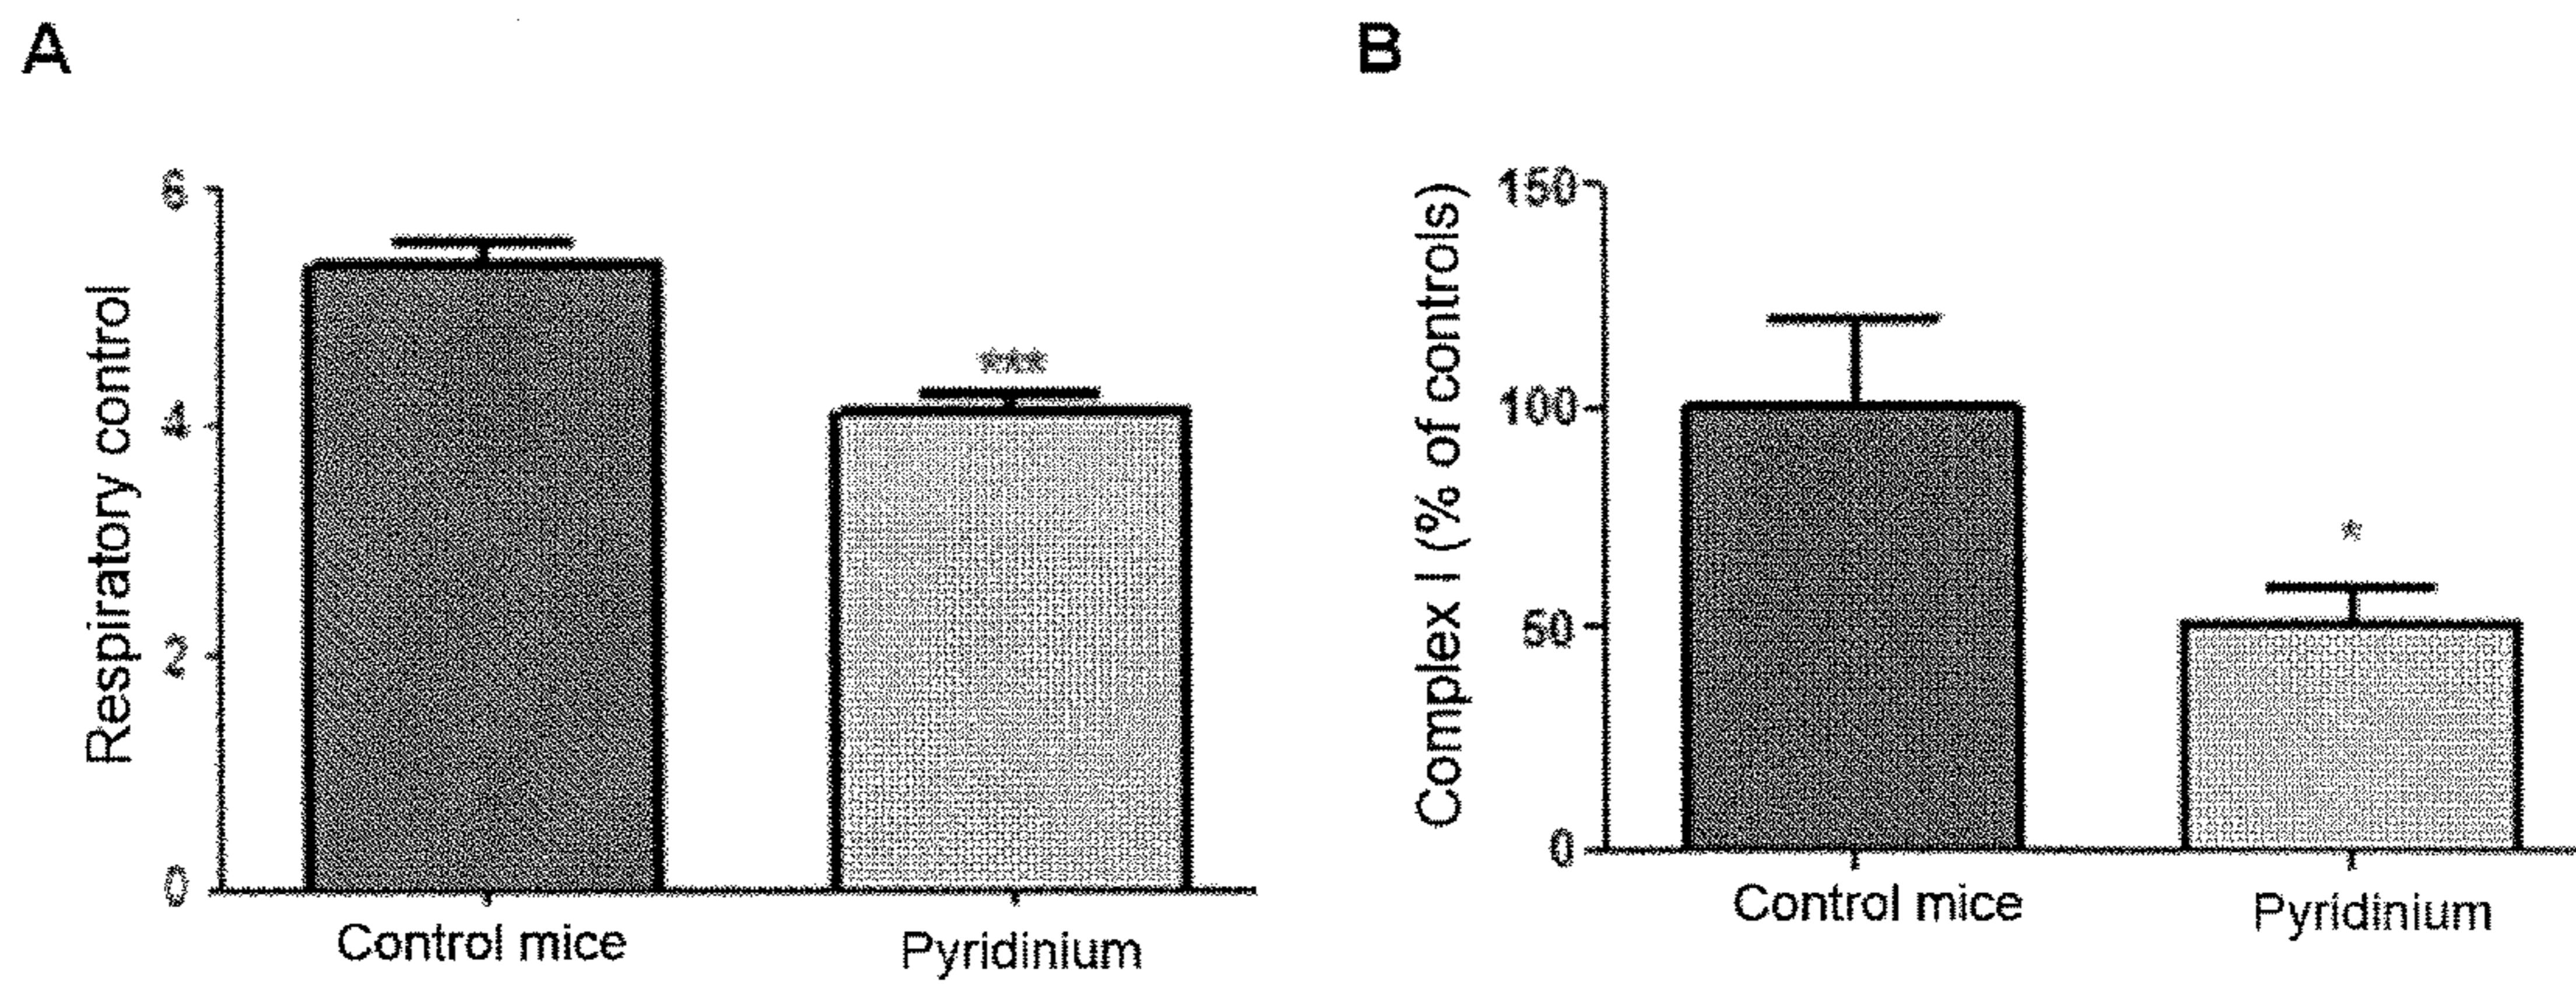 A
Respiratory control
6
4
2
0
***
Control mice
Pyridinium
B
Complex I (% of controls)
150
100
50
0
*
Control mice
Pyridinium